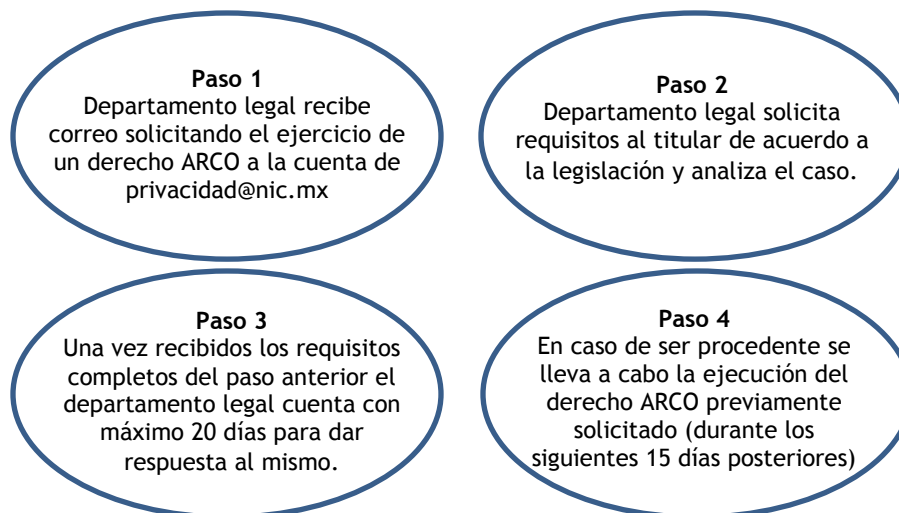 Paso 1
Departamento legal recibe
correo solicitando el ejercicio de
un derecho ARCO a la cuenta de
privacidad@nic.mx
Paso 2
Departamento legal solicita
requisitos al titular de acuerdo a
la legislación y analiza el caso.
Paso 3
Una vez recibidos los requisitos
completos del paso anterior el
departamento legal cuenta con
máximo 20 días para dar
respuesta al mismo.
Paso 4
En caso de ser procedente se
lleva a cabo la ejecución del
derecho ARCO previamente
solicitado (durante los
siguientes 15 días posteriores)